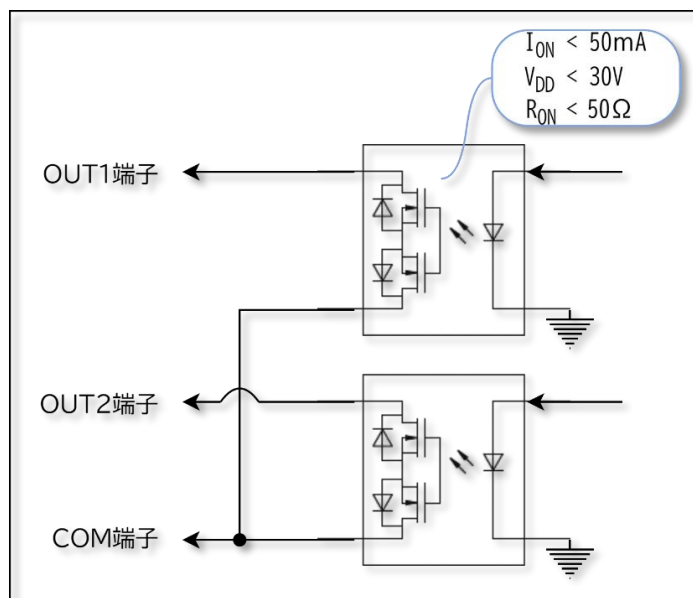 I_ON < 50mA
V_DD < 30V
R_ON < 50Ω
OUT1端子
OUT2端子
COM端子